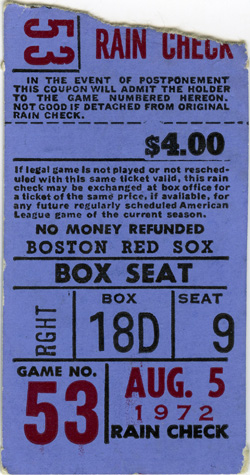 53
RAIN CHECK
IN THE EVENT OF POSTPONEMENT
THIS COUPON WILL ADMIT THE HOLDER
TO THE GAME NUMBERED HEREON.
NOT GOOD IF DETACHED FROM ORIGINAL
RAIN CHECK.
$4.00
If legal game is not played or not resched-
uled with this same ticket valid, this rain
check may be exchanged at box office for
a ticket of the same price, if available, for
any future regularly scheduled American
League game of the current season.
NO MONEY REFUNDED
BOSTON RED SOX
BOX SEAT
RGHT
BOX
18D
SEAT
9
GAME NO.
53
AUG. 5
1972
RAIN CHECK